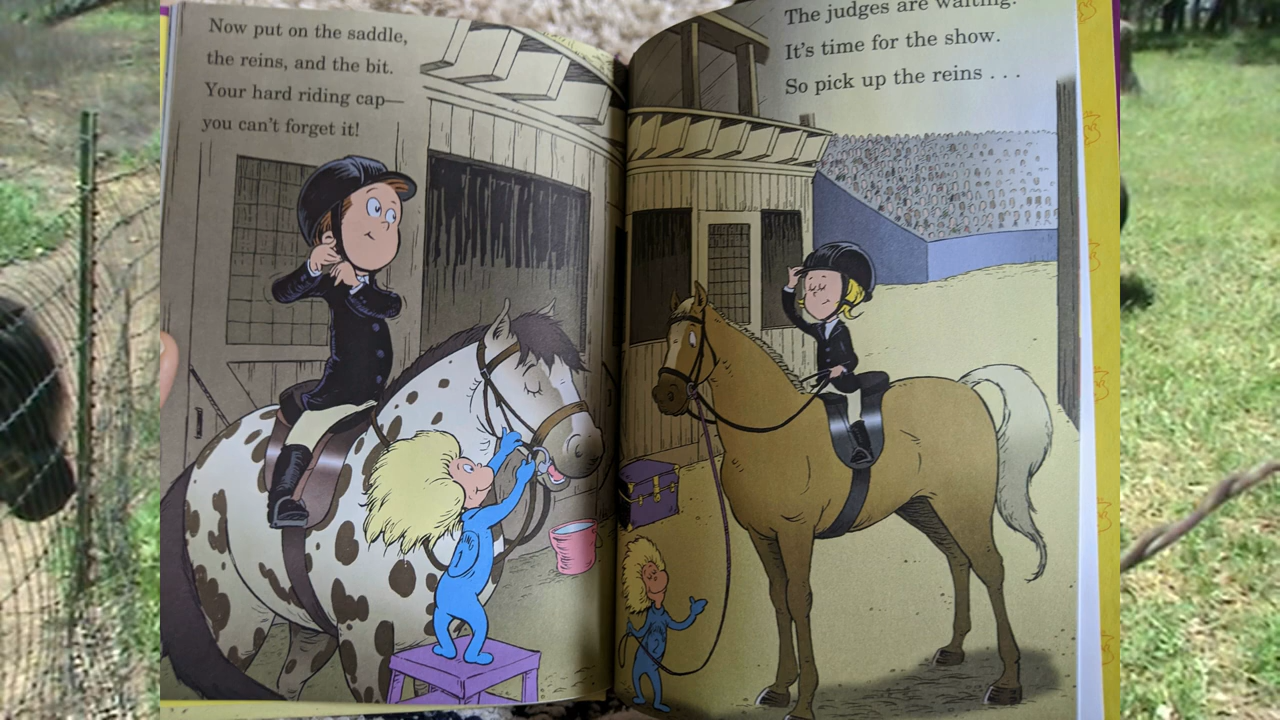 Now put on the saddle,
the reins, and the bit.
Your hard riding cap—
you can't forget it!
The judges are waiting.
It's time for the show.
So pick up the reins . . .